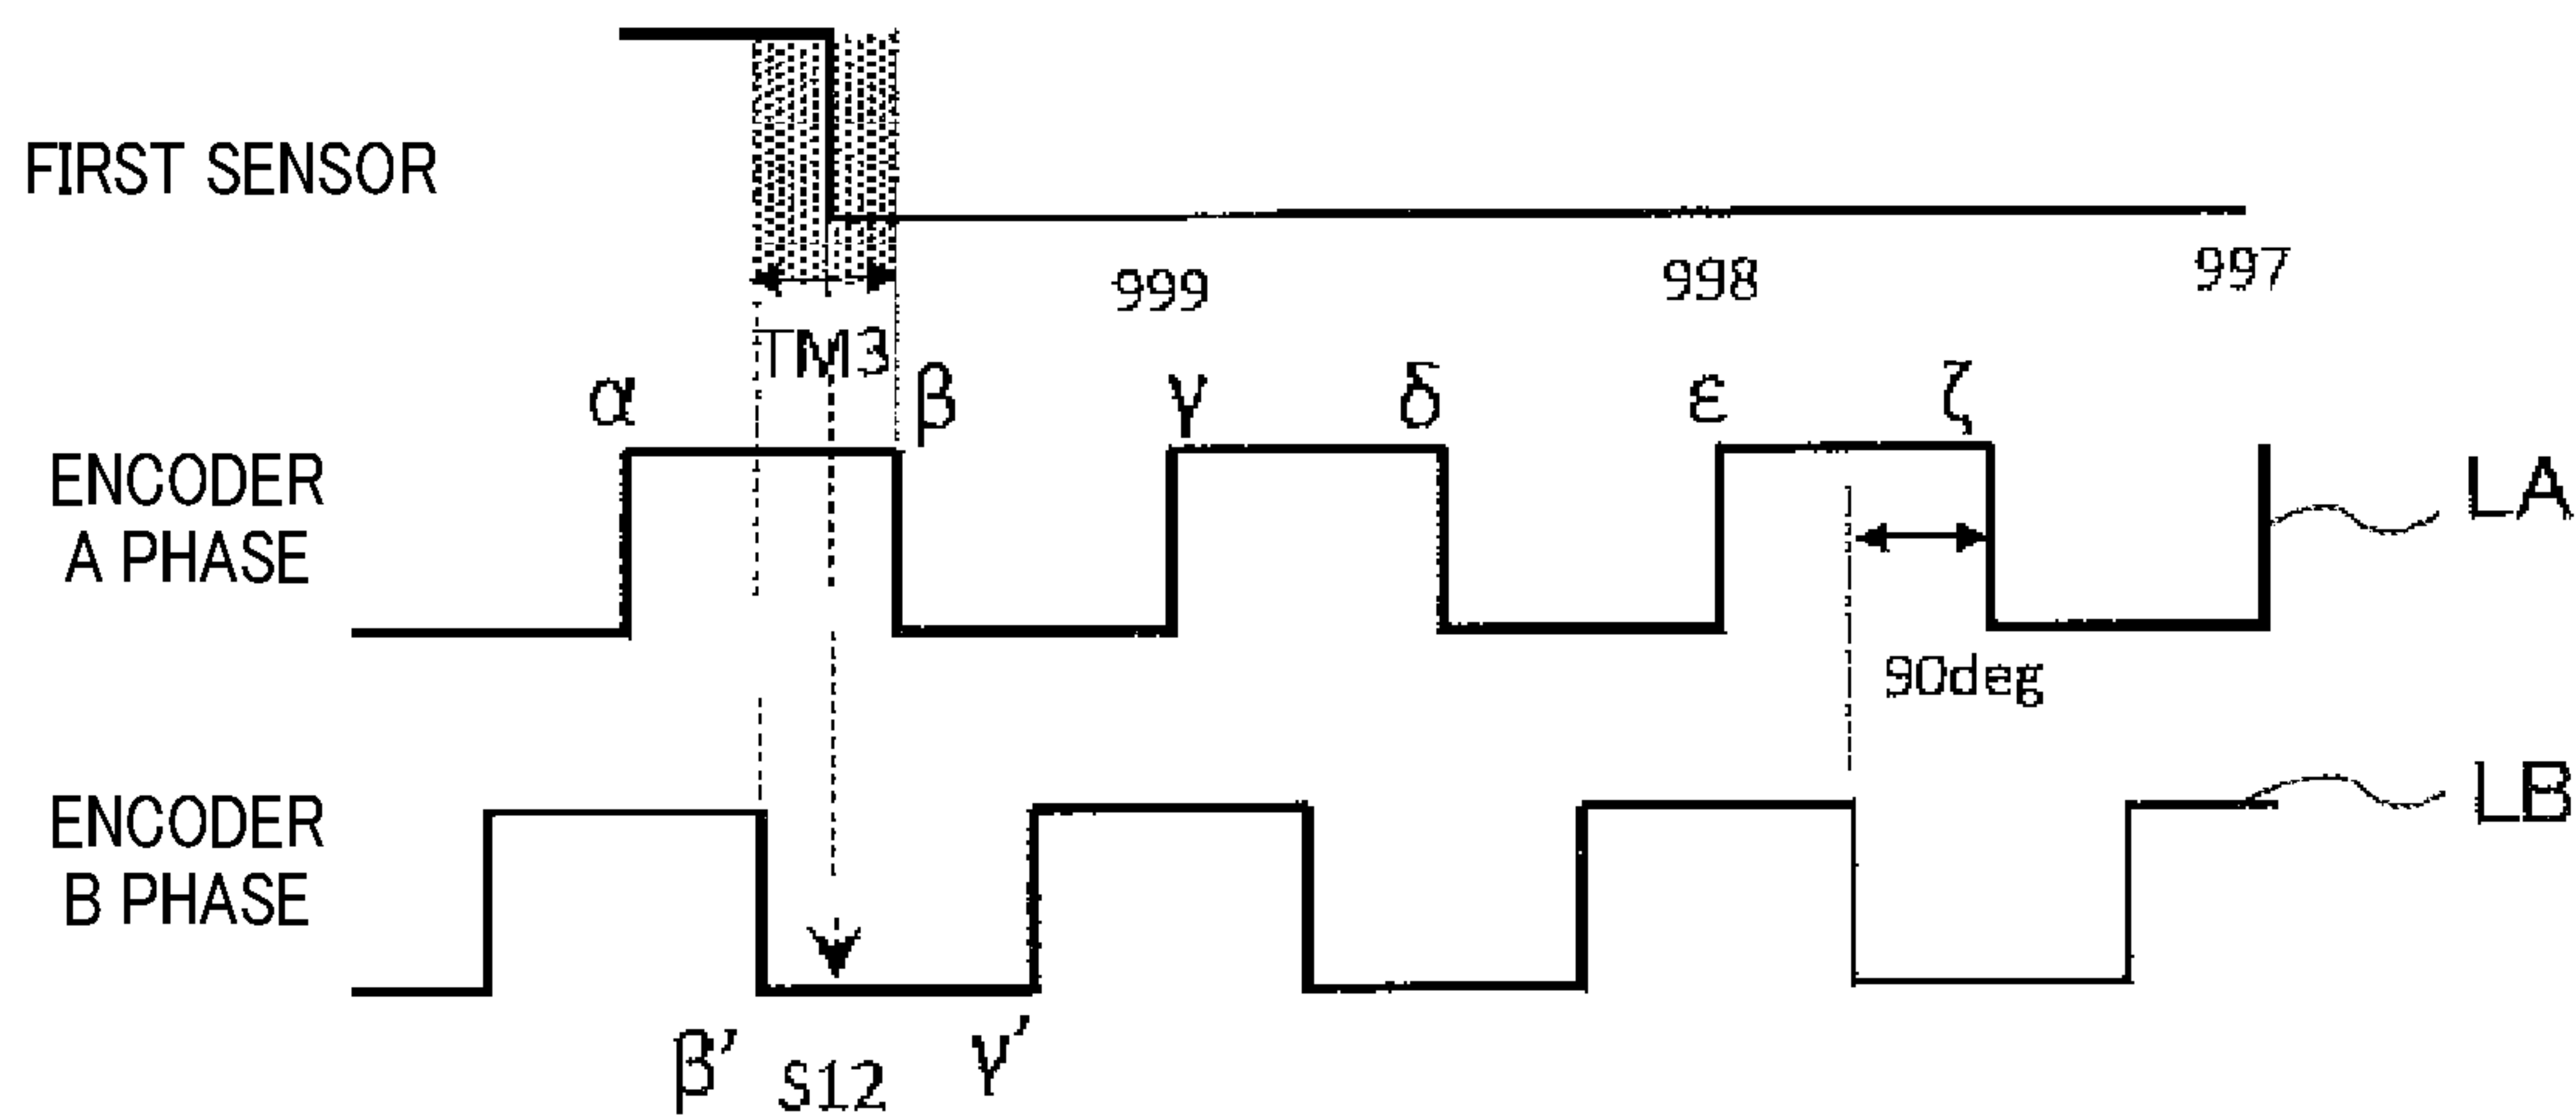 FIRST SENSOR
999
998
997
TM3
α
β
γ
δ
ε
ζ
ENCODER
A PHASE
LA
90deg
ENCODER
B PHASE
LB
β′
S12
γ′